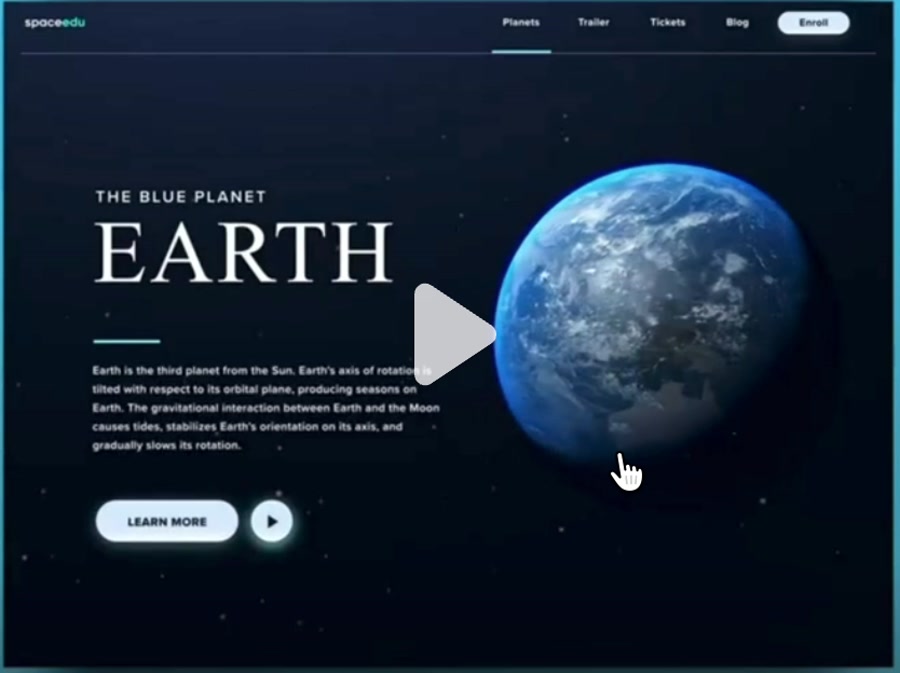 spaceedu
Planets Trailer Tickets Blog Enroll
THE BLUE PLANET
EARTH
Earth is the third planet from the Sun. Earth's axis of rotation is
tilted with respect to its orbital plane, producing seasons on
Earth. The gravitational interaction between Earth and the Moon
causes tides, stabilizes Earth's orientation on its axis, and
gradually slows its rotation.
LEARN MORE